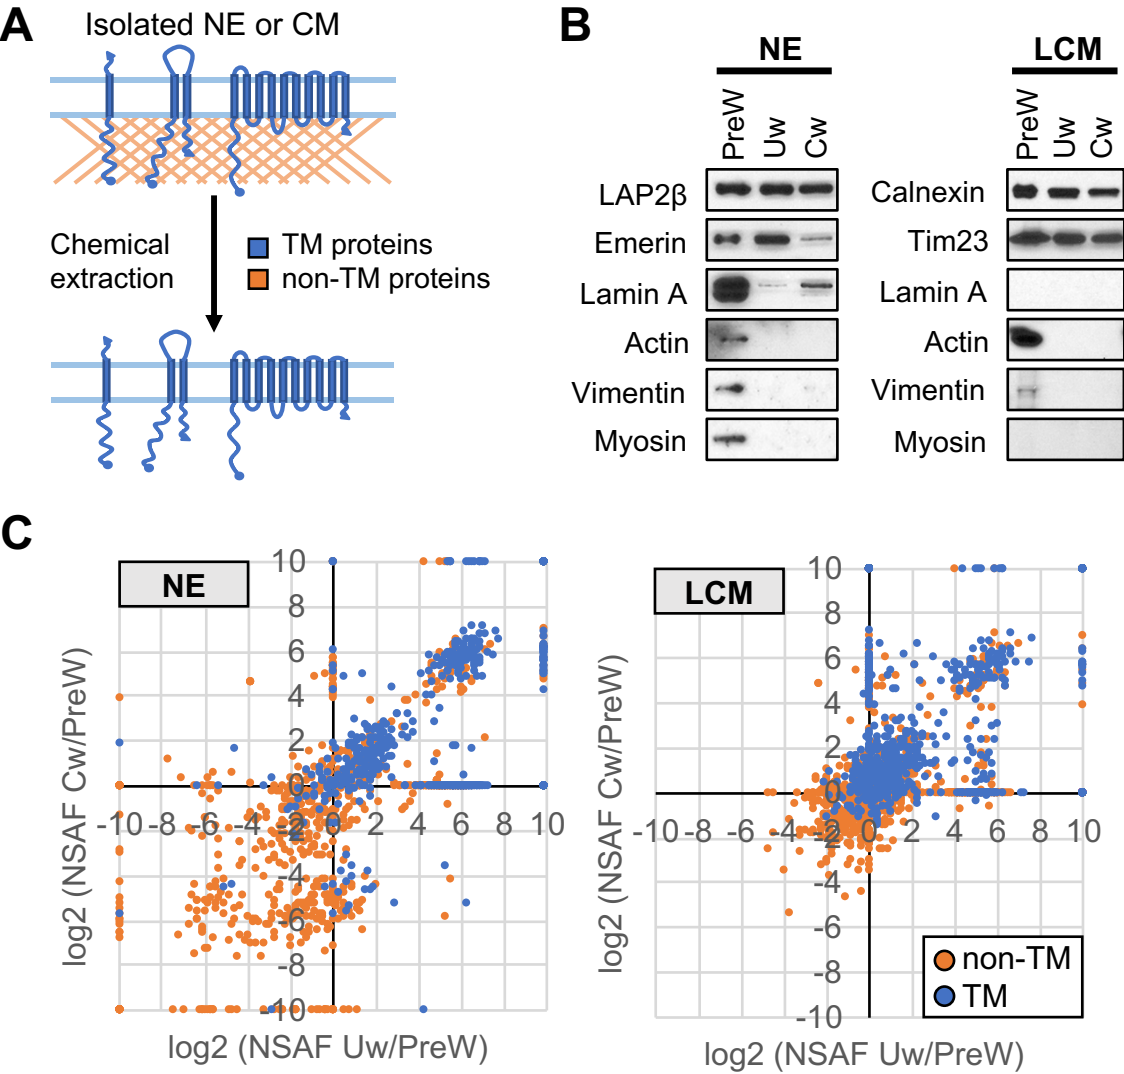 A
Isolated NE or CM
Chemical
extraction
TM proteins
non-TM proteins
B
NE
LCM
PreW
Uw
Cw
PreW
Uw
Cw
LAP2β
Emerin
Lamin A
Actin
Vimentin
Myosin
Calnexin
Tim23
Lamin A
Actin
Vimentin
Myosin
C
NE
log2 (NSAF Cw/PreW)
10
8
6
4
2
0
-2
-4
-6
-8
-10
-10 -8 -6 -4 -2 0 2 4 6 8 10
log2 (NSAF Uw/PreW)
LCM
log2 (NSAF Cw/PreW)
10
8
6
4
2
0
-2
-4
-6
-8
-10
-10 -8 -6 -4 -2 0 2 4 6 8 10
non-TM
TM
log2 (NSAF Uw/PreW)